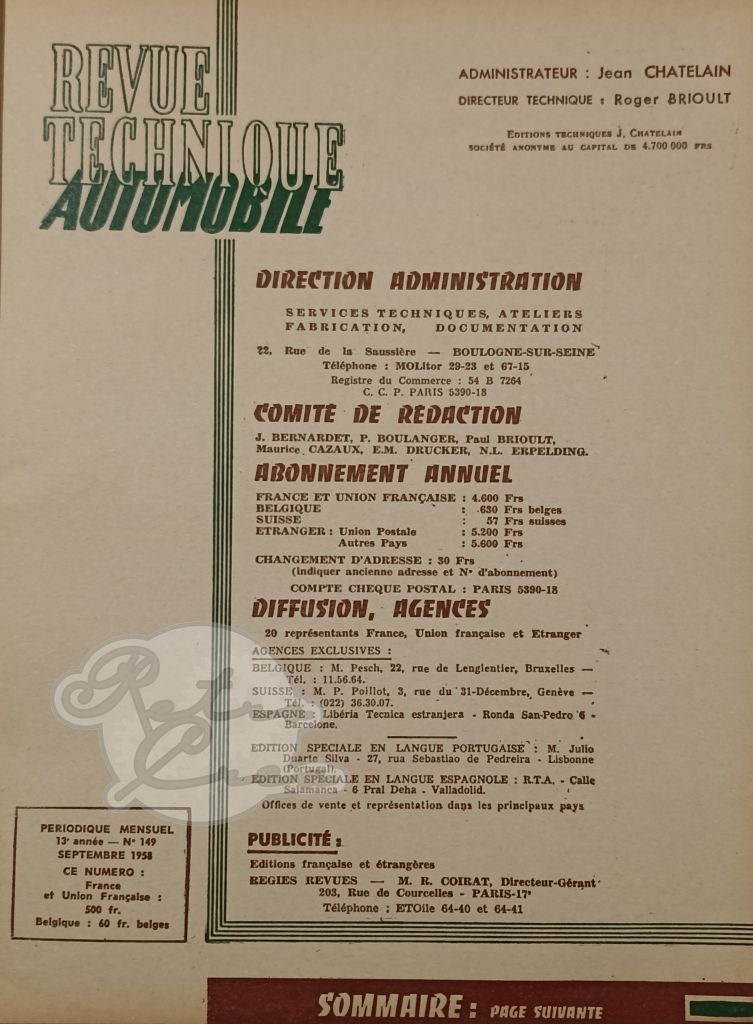 REVUE
TECHNIQUE
AUTOMOBILE
ADMINISTRATEUR : Jean CHATELAIN
DIRECTEUR TECHNIQUE : Roger BRIOULT
EDITIONS TECHNIQUES J. CHATELAIN
SOCIÉTÉ ANONYME AU CAPITAL DE 4.700 000 FRS
DIRECTION ADMINISTRATION
SERVICES TECHNIQUES, ATELIERS
FABRICATION, DOCUMENTATION
22, Rue de la Saussière — BOULOGNE-SUR-SEINE
Téléphone : MOLitor 29-23 et 67-15
Registre du Commerce : 54 B 7264
C. C. P. PARIS 5390-18
COMITÉ DE RÉDACTION
J. BERNARDET, P. BOULANGER, Paul BRIOULT,
Maurice CAZAUX, E.M. DRUCKER, N.L. ERPELDING.
ABONNEMENT ANNUEL
FRANCE ET UNION FRANÇAISE : 4.600 Frs
BELGIQUE : 630 Frs belges
SUISSE : 57 Frs suisses
ETRANGER : Union Postale : 5.200 Frs
Autres Pays : 5.600 Frs
CHANGEMENT D'ADRESSE : 30 Frs
(indiquer ancienne adresse et N° d'abonnement)
COMPTE CHEQUE POSTAL : PARIS 5390-18
DIFFUSION, AGENCES
20 représentants France, Union française et Etranger
AGENCES EXCLUSIVES :
BELGIQUE : M. Pesch, 22, rue de Lenglentier, Bruxelles —
Tél. : 11.56.64.
SUISSE : M. P. Poillot, 3, rue du 31-Décembre, Genève —
Tél. : (022) 36.30.07.
ESPAGNE : Libéria Tecnica estranjera - Ronda San-Pedro 6 -
Barcelone.
EDITION SPECIALE EN LANGUE PORTUGAISE : M. Julio
Duarte Silva - 27, rua Sebastiao de Pedreira - Lisbonne
(Portugal).
EDITION SPÉCIALE EN LANGUE ESPAGNOLE : R.T.A. - Calle
Salamanca - 6 Pral Deha - Valladolid.
Offices de vente et représentation dans les principaux pays
PUBLICITÉ :
Editions française et étrangères
REGIES REVUES — M. R. COIRAT, Directeur-Gérant
203, Rue de Courcelles - PARIS-17e
Téléphone : ETOile 64-40 et 64-41
PERIODIQUE MENSUEL
13e année — N° 149
SEPTEMBRE 1958
CE NUMERO :
France
et Union Française :
500 fr.
Belgique : 60 fr. belges
SOMMAIRE : PAGE SUIVANTE
Retro